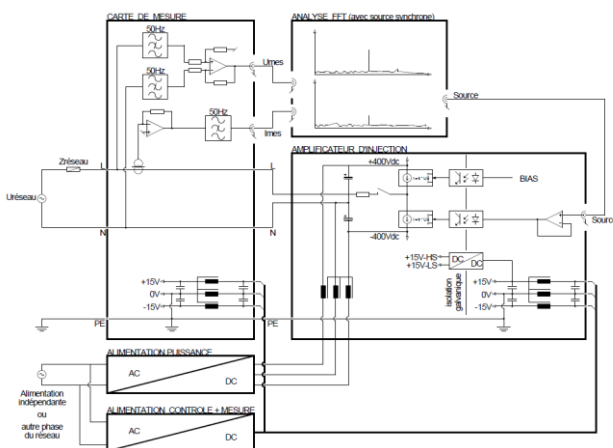 CARTE DE MESURE
ANALYSE FFT (avec source synchrone)
50Hz
50Hz
Umes
Source
50Hz
Imes
AMPLIFICATEUR D'INJECTION
Zréseau
L
L
+400Vdc
BIAS
Uréseau
Sourc
N
N
-400Vdc
+15V-HS
+15V-LS
DC
DC
isolation
galvanique
+15V
0V
-15V
+15V
0V
-15V
PE
PE
ALIMENTATION PUISSANCE
AC
DC
Alimentation
indépendante
ou
autre phase
du réseau
ALIMENTATION CONTROLE + MESURE
AC
DC